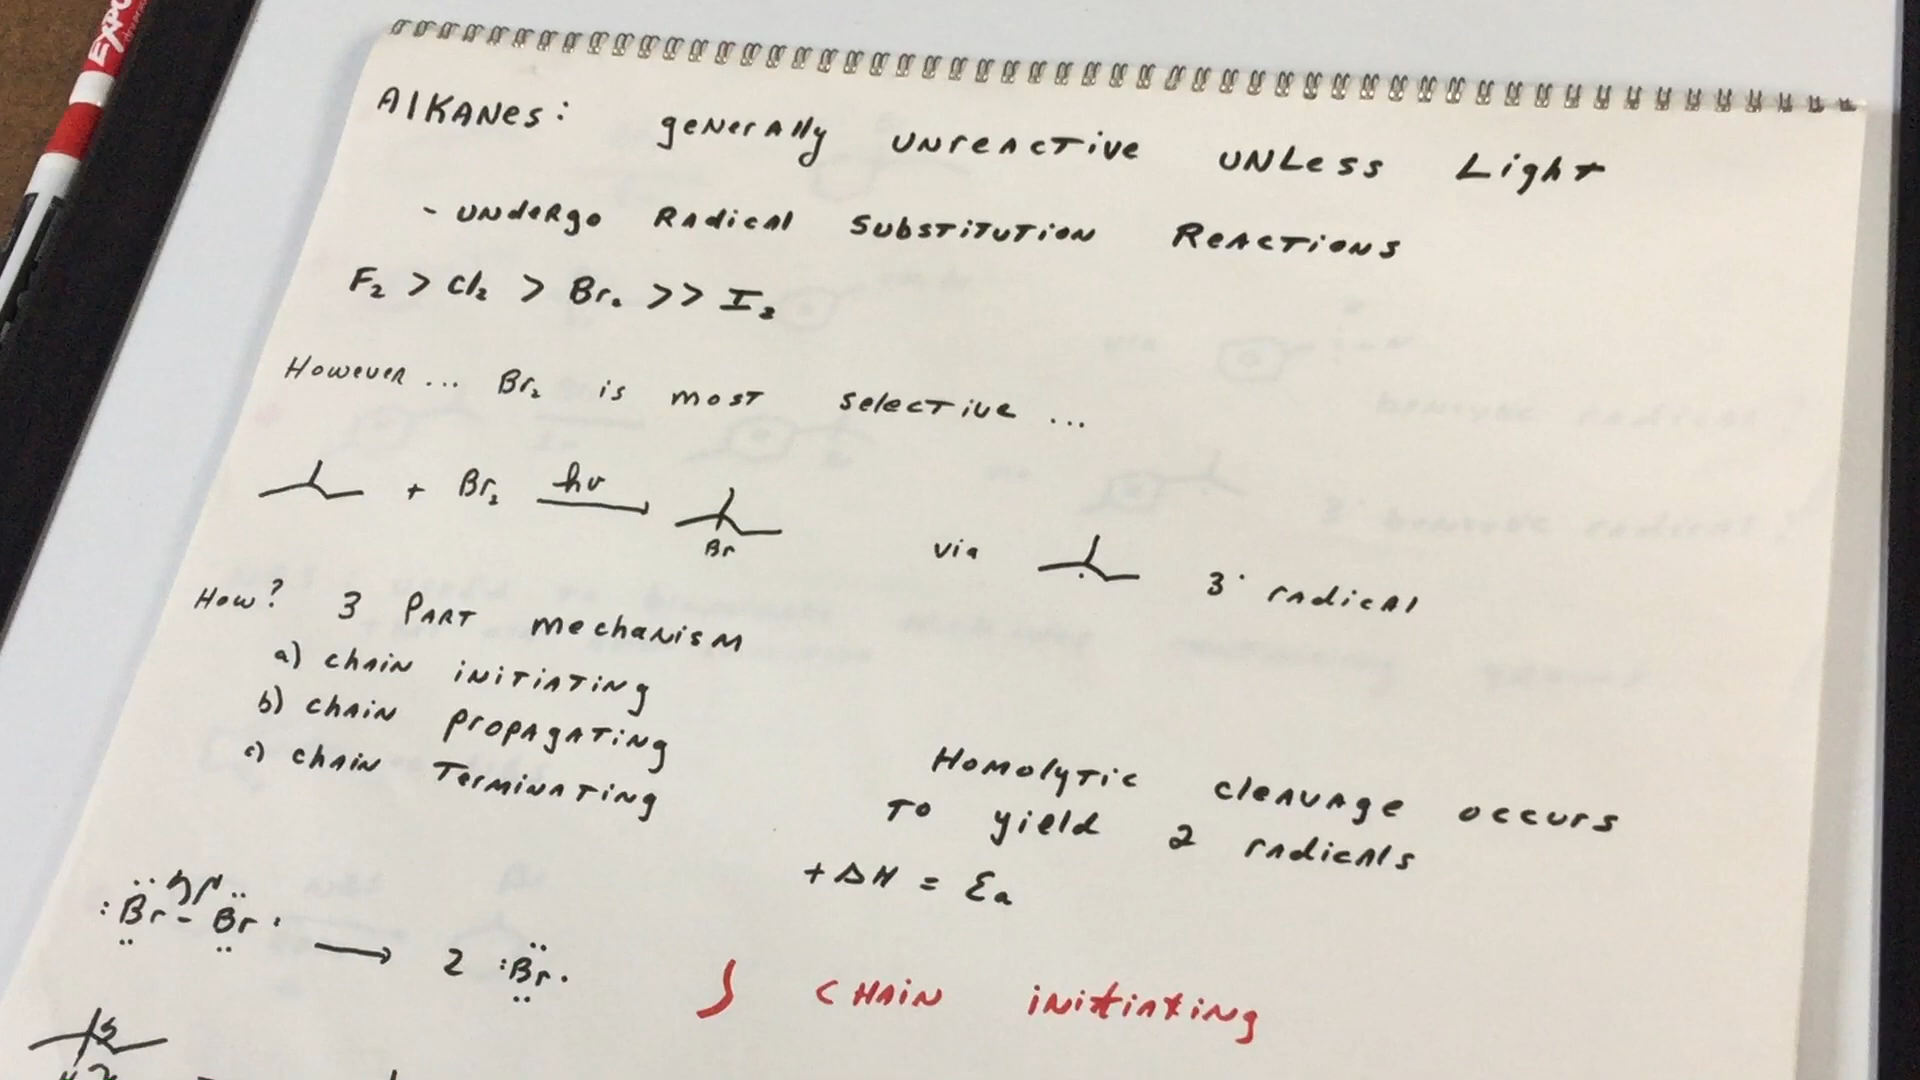 EXPO
AlKANes: generAlly UNreACTive UNLess Light
- UNdeRgo RAdicAl SubsTiTUTiON ReAcTiONS
F₂ > Cl₂ > Br₂ >> I₂
However ... Br₂ is most selective ...
+ Br₂ hν
Br
via 3° radical
How? 3 PART mechanism
a) chain initiating
b) chain propagating
c) chain Terminating
Homolytic cleavage occurs
To yield 2 radicals
+ ΔH = Ea
:Br - Br: → 2 :Br·
} CHAIN initiating